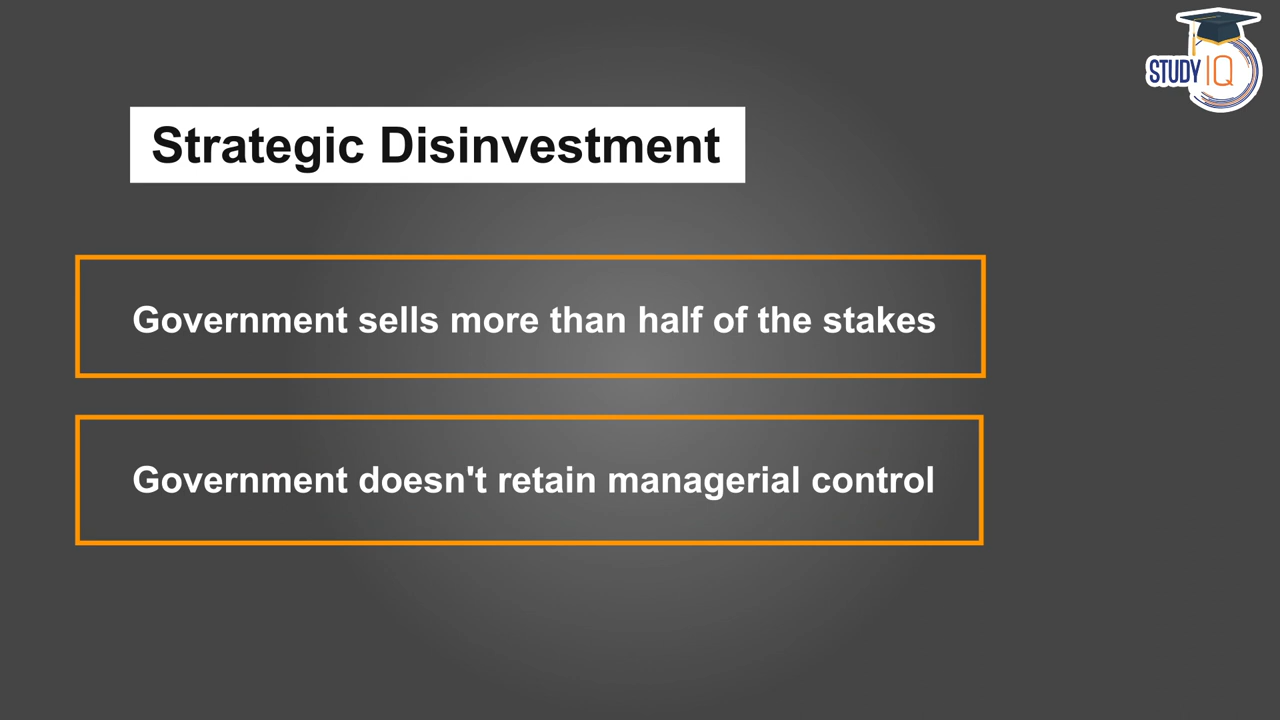 STUDY IQ
Strategic Disinvestment
Government sells more than half of the stakes
Government doesn't retain managerial control